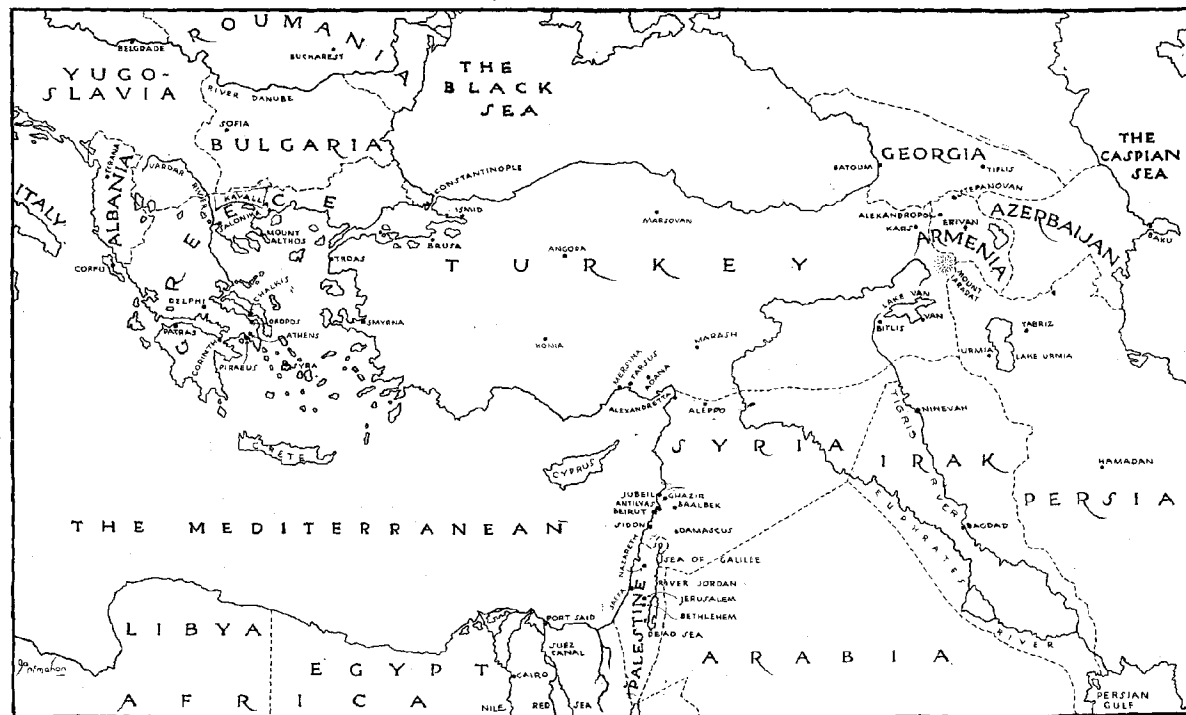 ROUMANIA
BELGRADE
BUCHAREST
YUGO-
SLAVIA
RIVER DANUBE
SOFIA
BULGARIA
THE
BLACK
SEA
THE
CASPIAN
SEA
GEORGIA
BATOUM
TIFLIS
STEPANOVAN
ALEXANDROPOL
ERIVAN
KARS
ARMENIA
AZERBAIJAN
BAKU
MOUNT
ARARAT
ITALY
TIRANA
ALBANIA
VARDAR RIVER
KAVALLA
SALONIKA
MOUNT
ATHOS
GREECE
CONSTANTINOPLE
ISMID
BRUSA
TROAS
MARSOVAN
ANGORA
TURKEY
CORFU
DELPHI
CHALKIS
OROPOS
PATRAS
ATHENS
CORINTH
PIRAEUS
SYRA
SMYRNA
KONIA
MARASH
MERSINA
TARSUS
ADANA
ALEXANDRETTA
ALEPPO
LAKE VAN
BITLIS
VAN
TABRIZ
URMIA
LAKE URMIA
CRETE
CYPRUS
SYRIA
TIGRIS RIVER
NINEVAH
IRAK
HAMADAN
PERSIA
EUPHRATES RIVER
BAGDAD
THE MEDITERRANEAN
JUBEIL
GHAZIR
ANTILYAS
BAALBEK
BEIRUT
SIDON
DAMASCUS
NAZARETH
SEA OF GALILLE
RIVER JORDAN
JAFFA
JERUSALEM
BETHLEHEM
DEAD SEA
PALESTINE
ARABIA
LIBYA
EGYPT
AFRICA
PORT SAID
SUEZ
CANAL
CAIRO
NILE
RED SEA
PERSIAN
GULF